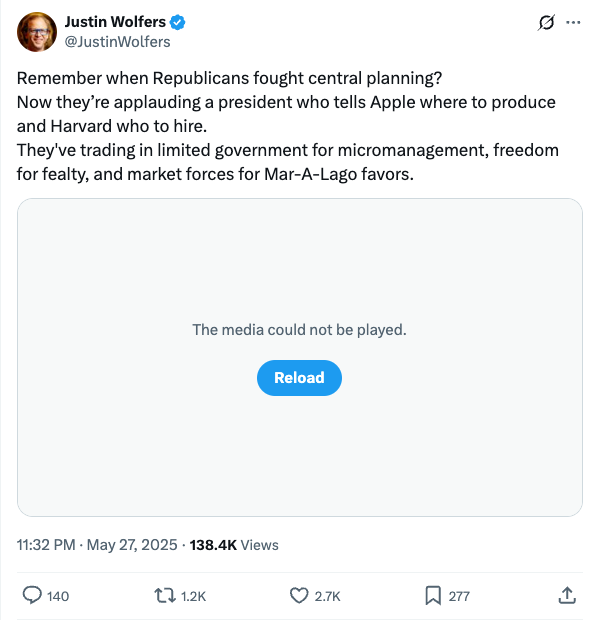 Justin Wolfers
@JustinWolfers
Remember when Republicans fought central planning?
Now they’re applauding a president who tells Apple where to produce
and Harvard who to hire.
They've trading in limited government for micromanagement, freedom
for fealty, and market forces for Mar-A-Lago favors.
The media could not be played.
Reload
11:32 PM · May 27, 2025 · 138.4K Views
140 1.2K 2.7K 277